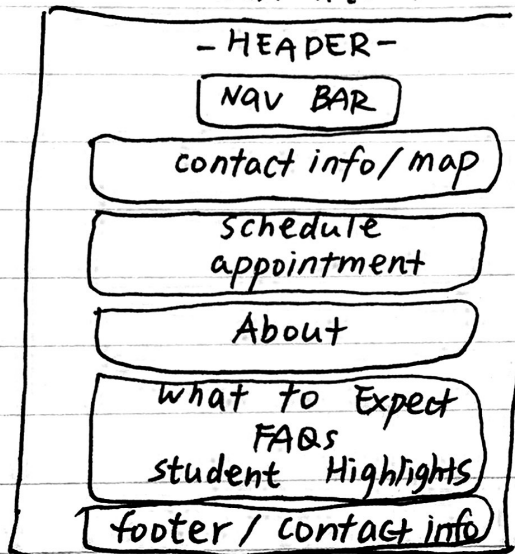 - HEADER -
Nav BAR
contact info/map
schedule
appointment
About
what to Expect
FAQs
student Highlights
footer / contact info